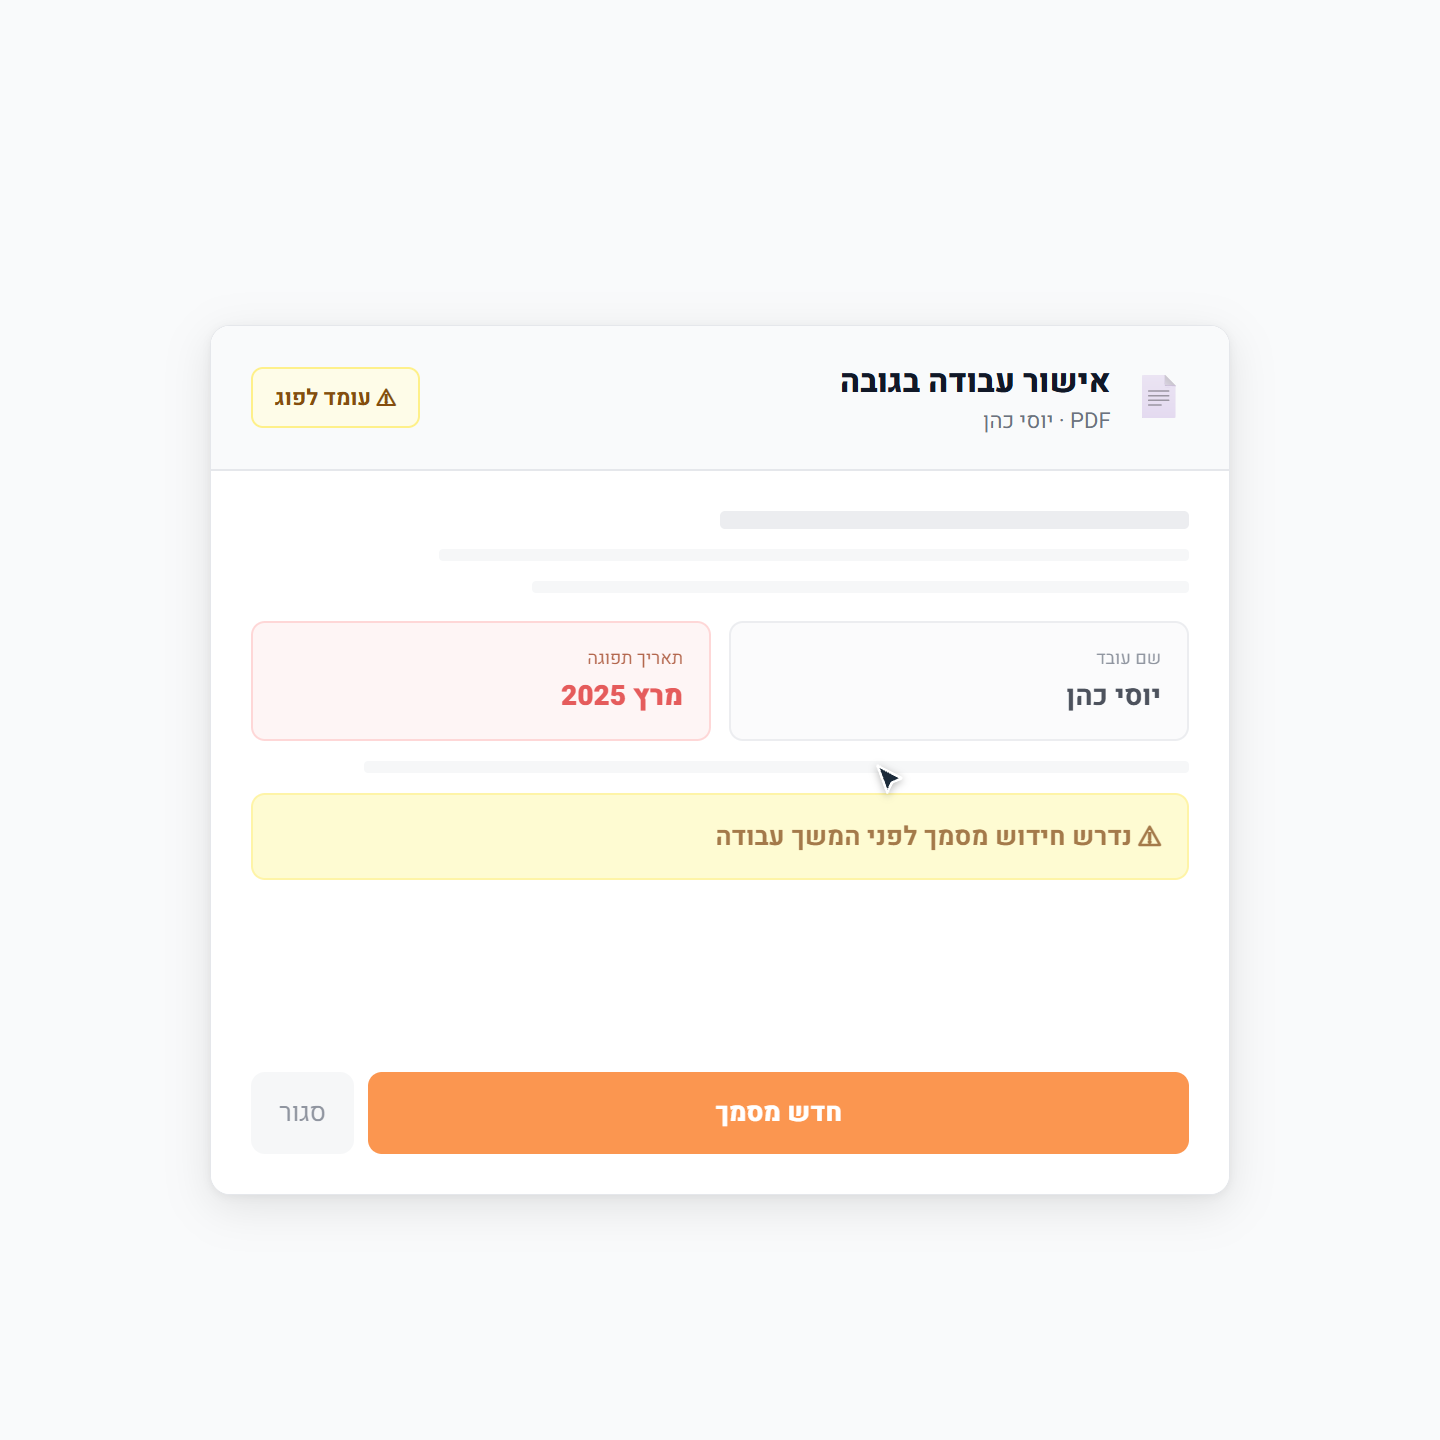 אישור עבודה בגובה
PDF · יוסי כהן
⚠ עומד לפוג
שם עובד
יוסי כהן
תאריך תפוגה
מרץ 2025
⚠ נדרש חידוש מסמך לפני המשך עבודה
חדש מסמך
סגור